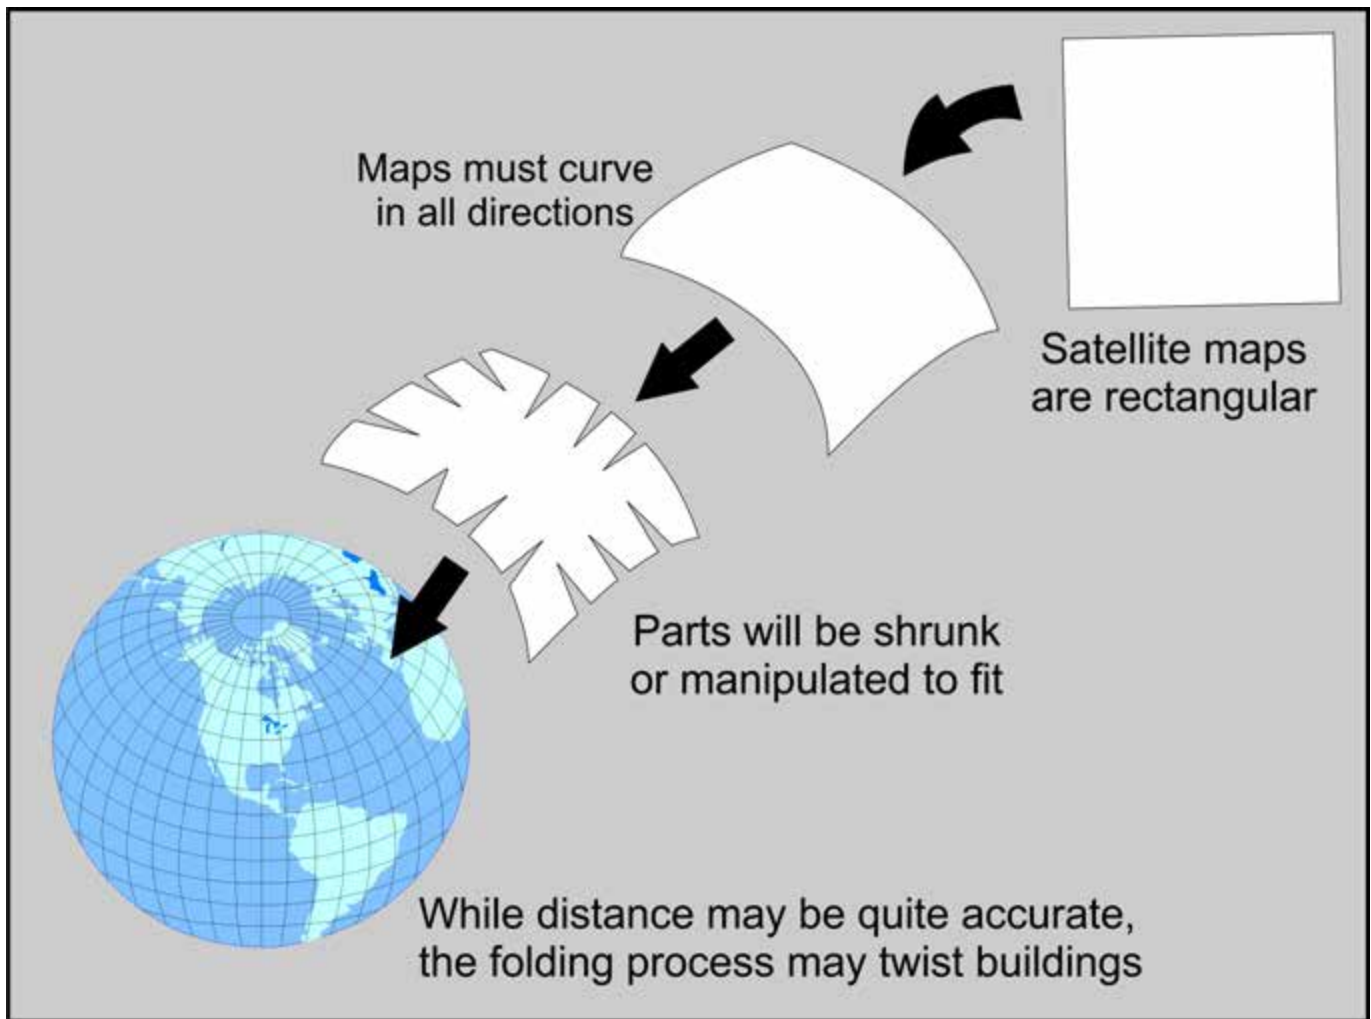 Maps must curve
in all directions
Satellite maps
are rectangular
Parts will be shrunk
or manipulated to fit
While distance may be quite accurate,
the folding process may twist buildings